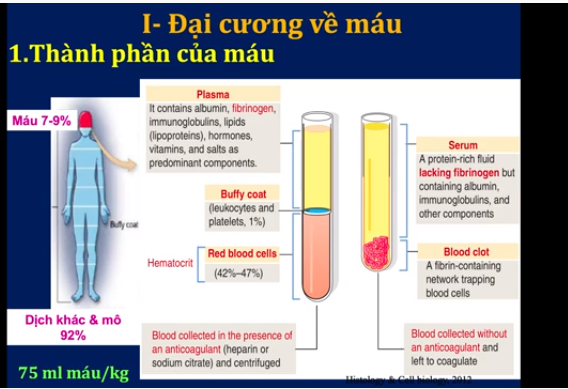 I- Đại cương về máu
1.Thành phần của máu
Máu 7-9%
Buffy coat
Dịch khác & mô
92%
75 ml máu/kg
Plasma
It contains albumin, fibrinogen,
immunoglobulins, lipids
(lipoproteins), hormones,
vitamins, and salts as
predominant components.
Buffy coat
(leukocytes and
platelets, 1%)
Hematocrit
Red blood cells
(42%–47%)
Blood collected in the presence of
an anticoagulant (heparin or
sodium citrate) and centrifuged
Serum
A protein-rich fluid
lacking fibrinogen but
containing albumin,
immunoglobulins, and
other components
Blood clot
A fibrin-containing
network trapping
blood cells
Blood collected without
an anticoagulant and
left to coagulate
Histology & Cell biology, 2012